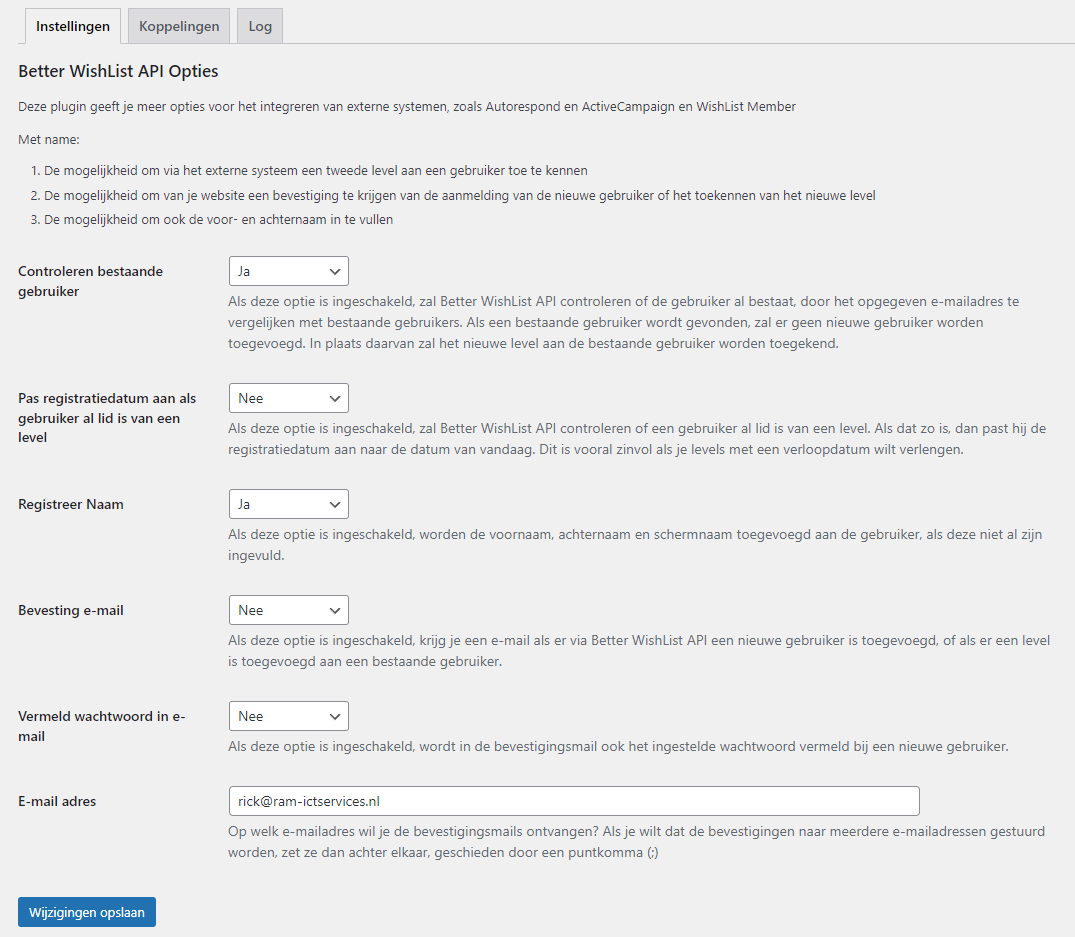 Instellingen
Koppelingen
Log
Better WishList API Opties
Deze plugin geeft je meer opties voor het integreren van externe systemen, zoals Autorespond en ActiveCampaign en WishList Member
Met name:
1. De mogelijkheid om via het externe systeem een tweede level aan een gebruiker toe te kennen
2. De mogelijkheid om van je website een bevestiging te krijgen van de aanmelding van de nieuwe gebruiker of het toekennen van het nieuwe level
3. De mogelijkheid om ook de voor- en achternaam in te vullen
Controleren bestaande
gebruiker
Ja
Als deze optie is ingeschakeld, zal Better WishList API controleren of de gebruiker al bestaat, door het opgegeven e-mailadres te
vergelijken met bestaande gebruikers. Als een bestaande gebruiker wordt gevonden, zal er geen nieuwe gebruiker worden
toegevoegd. In plaats daarvan zal het nieuwe level aan de bestaande gebruiker worden toegekend.
Pas registratiedatum aan als
gebruiker al lid is van een
level
Nee
Als deze optie is ingeschakeld, zal Better WishList API controleren of een gebruiker al lid is van een level. Als dat zo is, dan past hij de
registratiedatum aan naar de datum van vandaag. Dit is vooral zinvol als je levels met een verloopdatum wilt verlengen.
Registreer Naam
Ja
Als deze optie is ingeschakeld, worden de voornaam, achternaam en schermnaam toegevoegd aan de gebruiker, als deze niet al zijn
ingevuld.
Bevesting e-mail
Nee
Als deze optie is ingeschakeld, krijg je een e-mail als er via Better WishList API een nieuwe gebruiker is toegevoegd, of als er een level
is toegevoegd aan een bestaande gebruiker.
Vermeld wachtwoord in e-
mail
Nee
Als deze optie is ingeschakeld, wordt in de bevestigingsmail ook het ingestelde wachtwoord vermeld bij een nieuwe gebruiker.
E-mail adres
rick@ram-ictservices.nl
Op welk e-mailadres wil je de bevestigingsmails ontvangen? Als je wilt dat de bevestigingen naar meerdere e-mailadressen gestuurd
worden, zet ze dan achter elkaar, geschieden door een puntkomma (;)
Wijzigingen opslaan